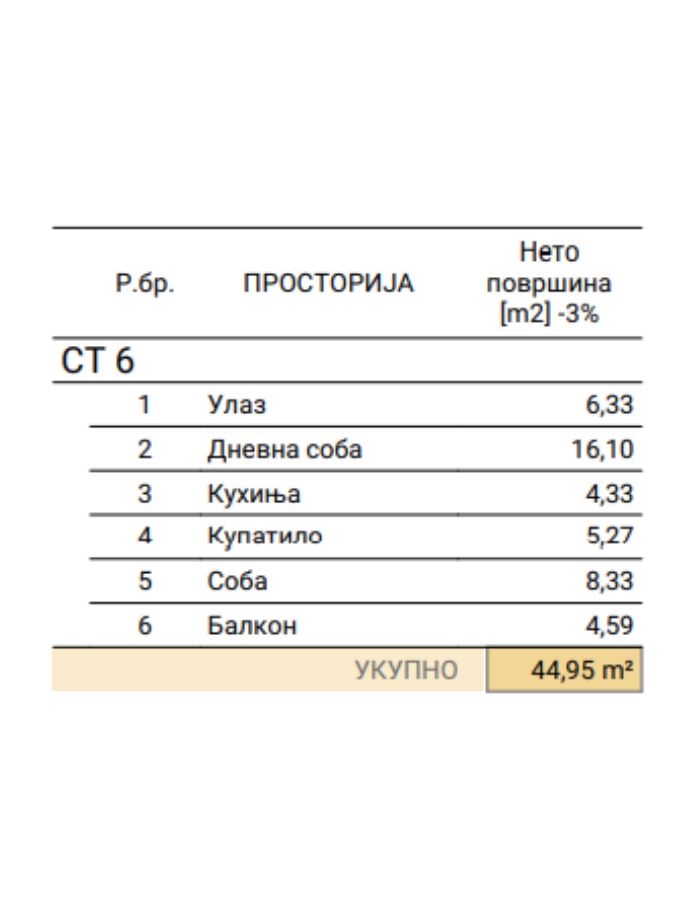 Р.бр. ПРОСТОРИЈА Нето
површина
[m2] -3%
СТ 6
1 Улаз 6,33
2 Дневна соба 16,10
3 Кухиња 4,33
4 Купатило 5,27
5 Соба 8,33
6 Балкон 4,59
УКУПНО 44,95 m²